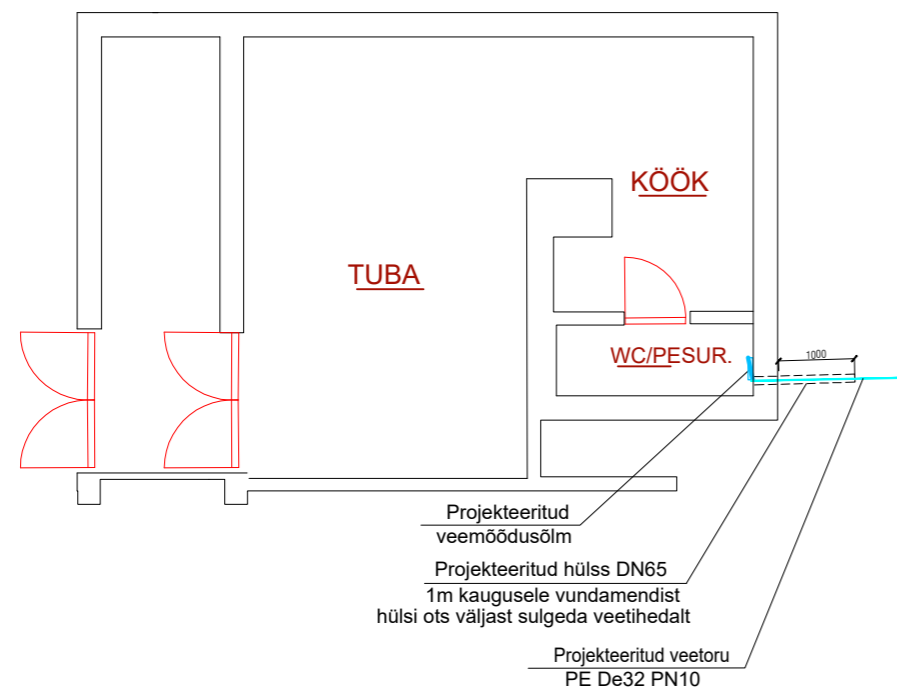 KÖÖK
TUBA
WC/PESUR.
1000
Projekteeritud
veemõõdusõlm
Projekteeritud hülss DN65
1m kaugusele vundamendist
hülsi ots väljast sulgeda veetihedalt
Projekteeritud veetoru
PE De32 PN10